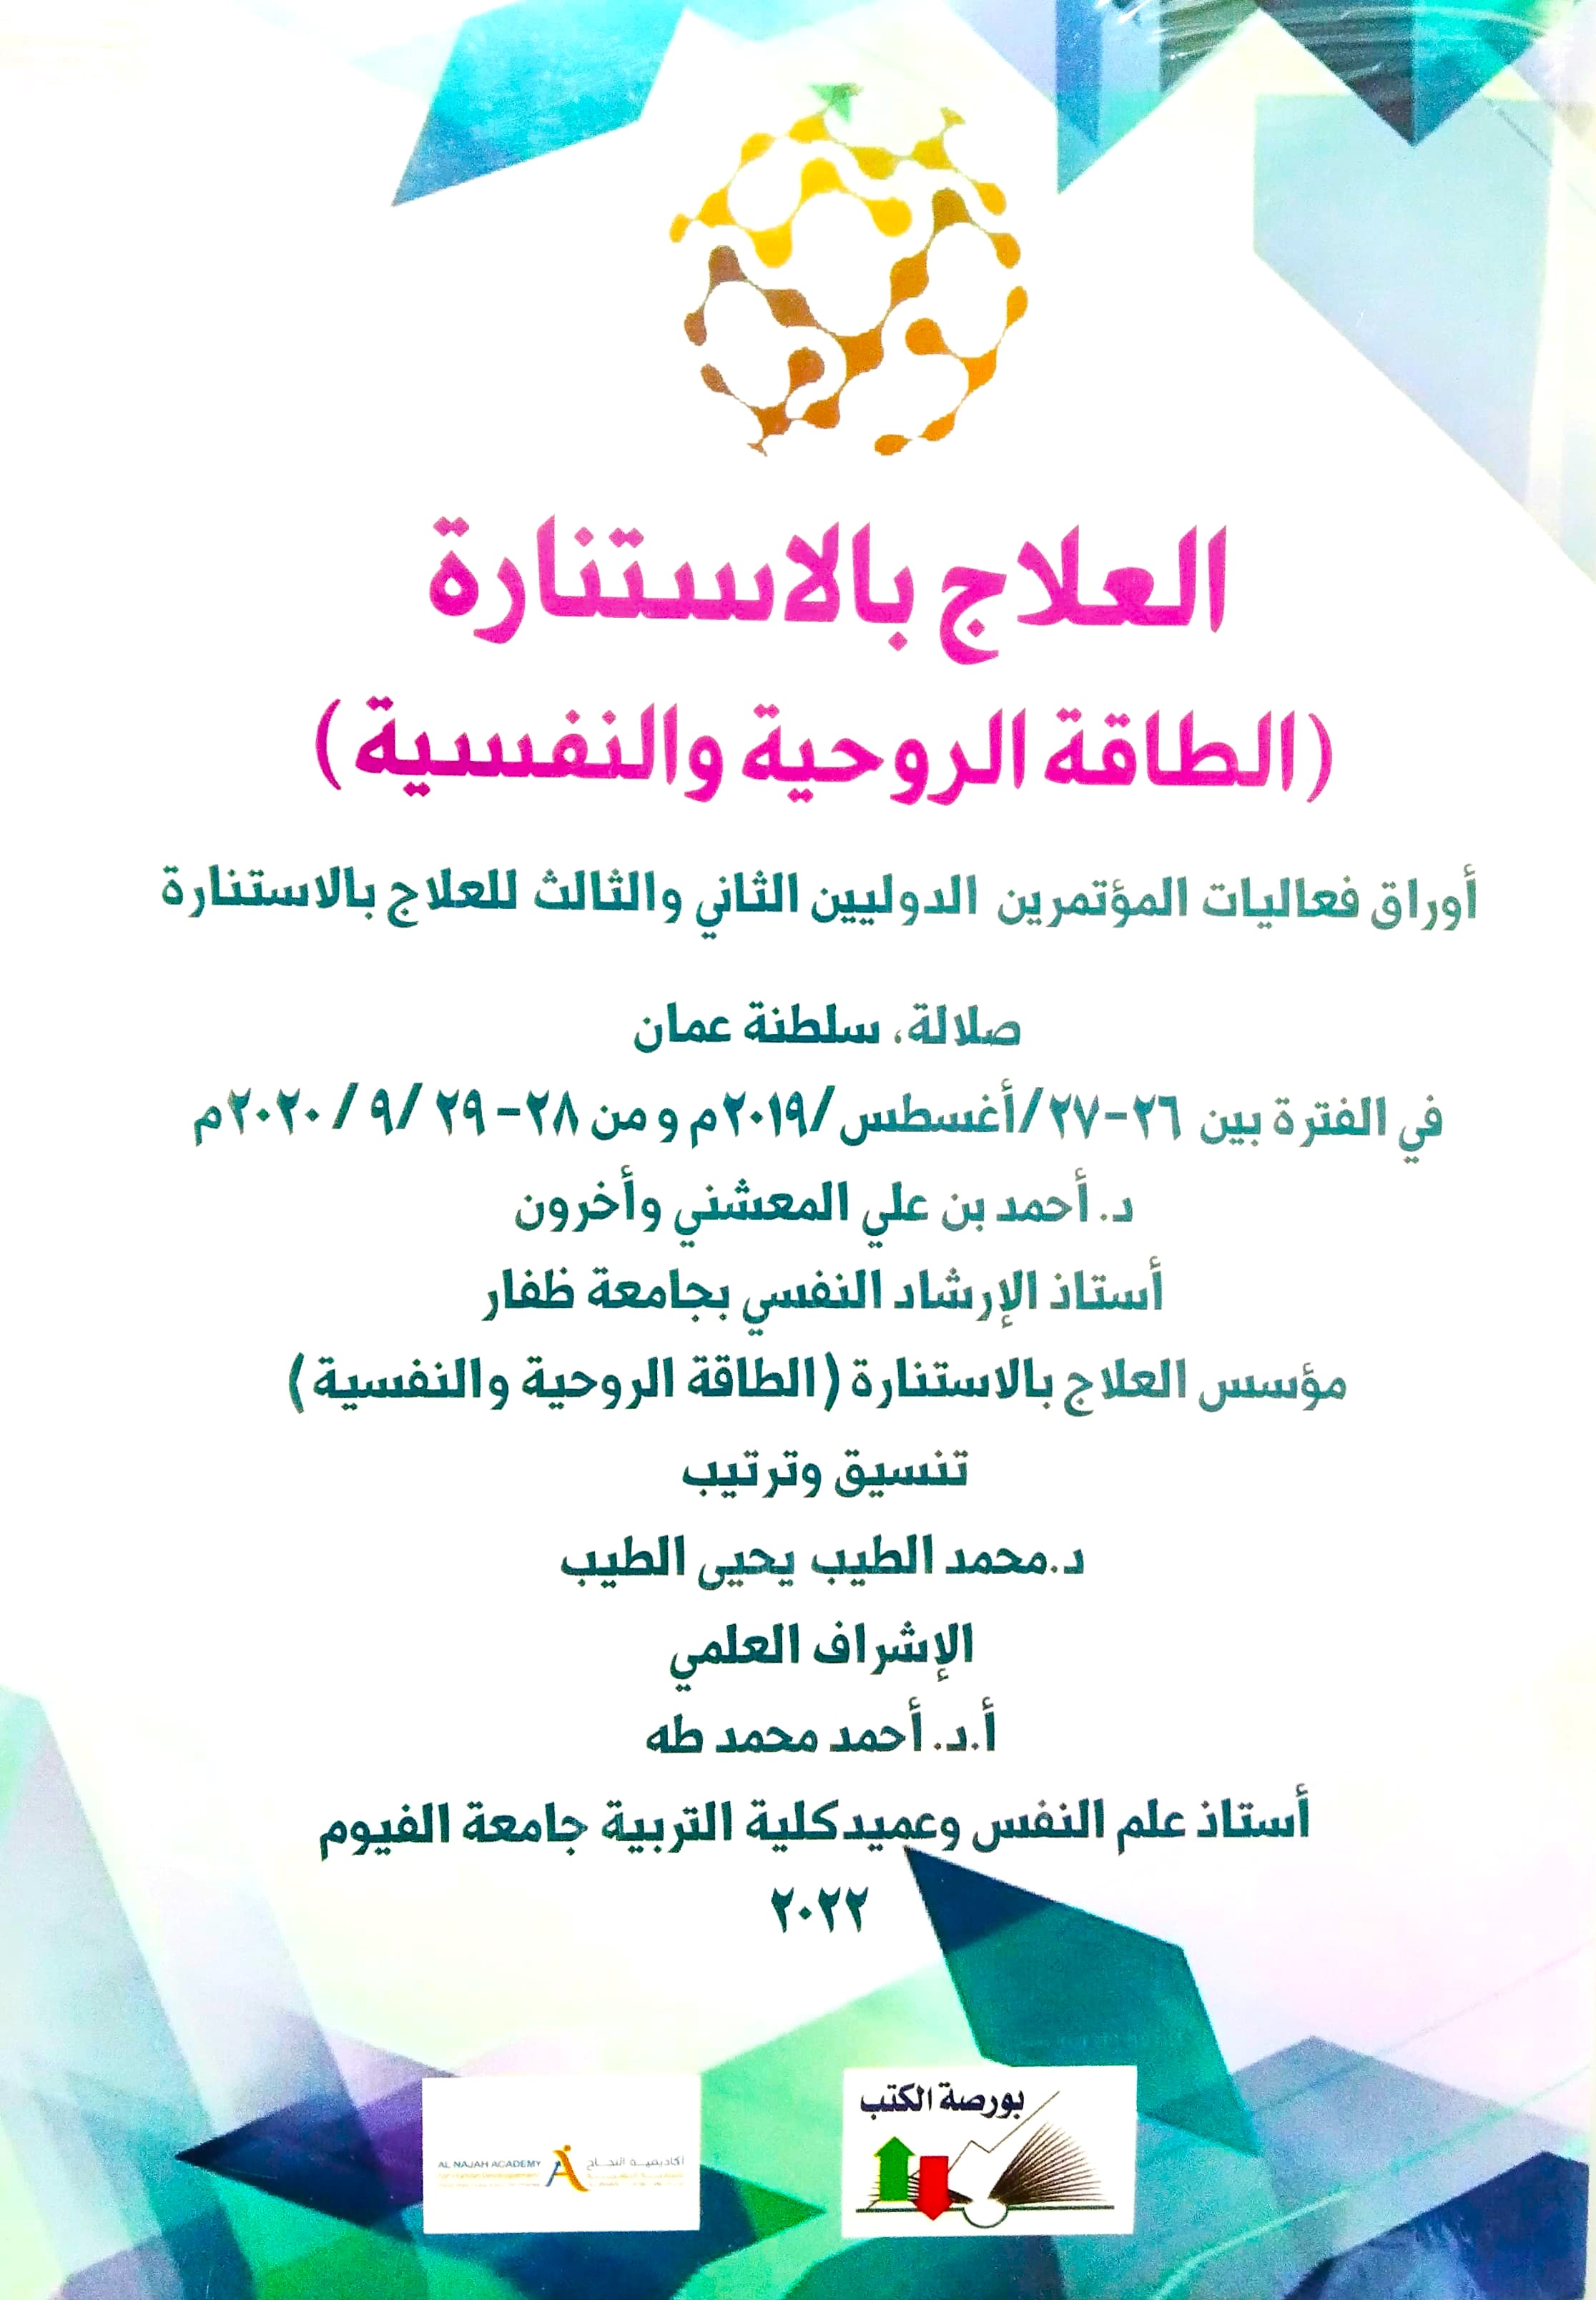 العلاج بالاستنارة
(الطاقة الروحية والنفسية)
أوراق فعاليات المؤتمرين الدوليين الثاني والثالث للعلاج بالاستنارة
صلالة، سلطنة عمان
في الفترة بين ٢٦-٢٧/أغسطس/٢٠١٩م و من ٢٨- ٢٩ /٩ / ٢٠٢٠م
د. أحمد بن علي المعشني وأخرون
أستاذ الإرشاد النفسي بجامعة ظفار
مؤسس العلاج بالاستنارة (الطاقة الروحية والنفسية)
تنسيق وترتيب
د.محمد الطيب يحيى الطيب
الإشراف العلمي
أ.د. أحمد محمد طه
أستاذ علم النفس وعميدكلية التربية جامعة الفيوم
٢٠٢٢
بورصة الكتب
أكاديمية النجاح
AL NAJAH ACADEMY